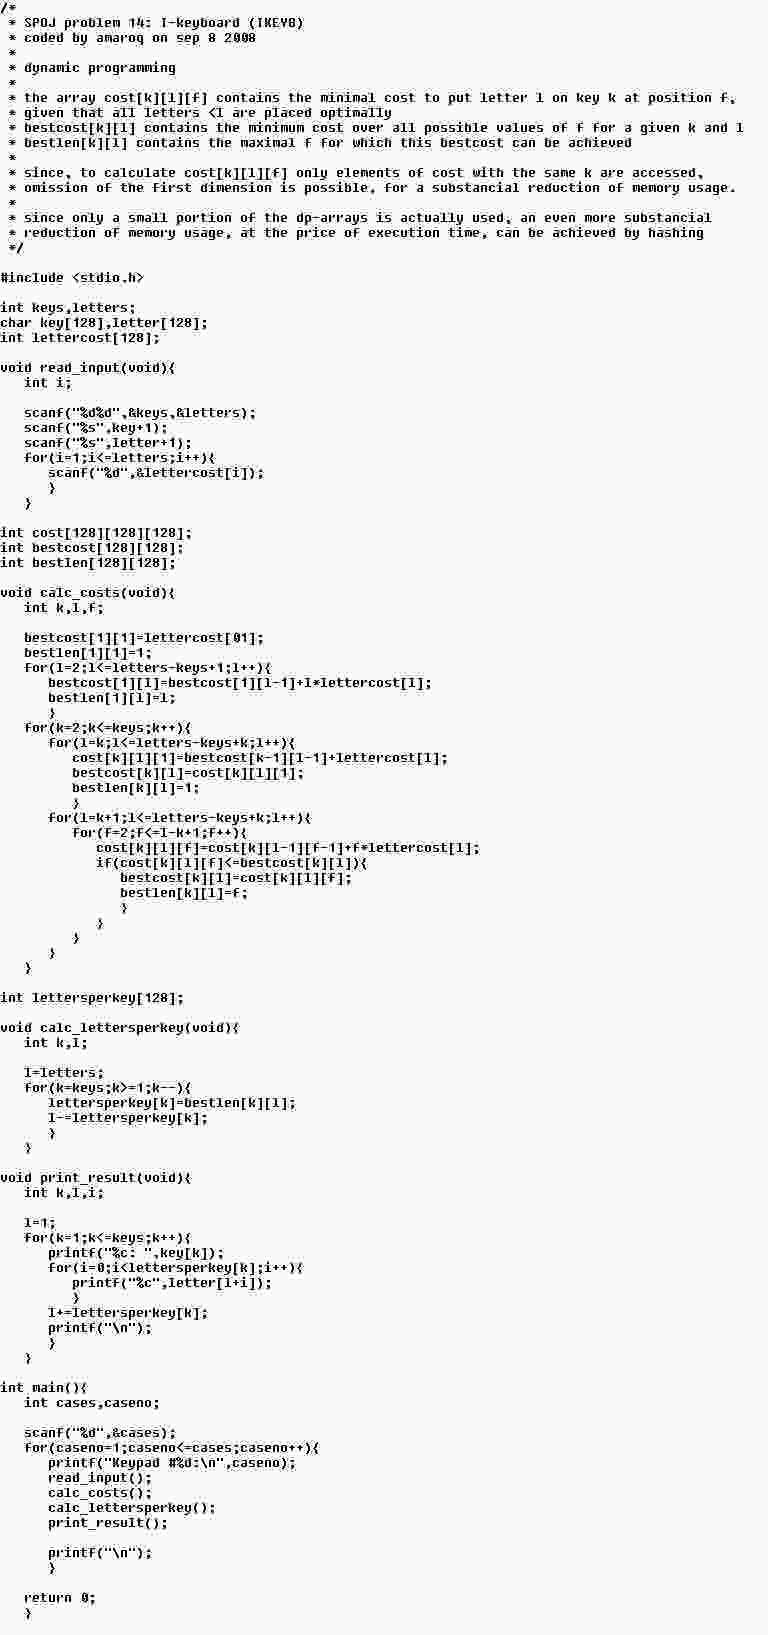 /*
 * SPOJ problem 14: I-keyboard (IKEYB)
 * coded by amaroq on sep 8 2008
 *
 * dynamic programming
 *
 * the array cost[k][l][f] contains the minimal cost to put letter l on key k at position f,
 * given that all letters <l are placed optimally
 * bestcost[k][l] contains the minimum cost over all possible values of f for a given k and l
 * bestlen[k][l] contains the maximal f for which this bestcost can be achieved
 *
 * since, to calculate cost[k][l][f] only elements of cost with the same k are accessed,
 * omission of the first dimension is possible, for a substancial reduction of memory usage.
 *
 * since only a small portion of the dp-arrays is actually used, an even more substancial
 * reduction of memory usage, at the price of execution time, can be achieved by hashing
 */

#include <stdio.h>

int keys,letters;
char key[128],letter[128];
int lettercost[128];

void read_input(void){
   int i;

   scanf("%d%d",&keys,&letters);
   scanf("%s",key+1);
   scanf("%s",letter+1);
   for(i=1;i<=letters;i++){
      scanf("%d",&lettercost[i]);
      }
   }

int cost[128][128][128];
int bestcost[128][128];
int bestlen[128][128];

void calc_costs(void){
   int k,l,f;

   bestcost[1][1]=lettercost[01];
   bestlen[1][1]=1;
   for(l=2;l<=letters-keys+1;l++){
      bestcost[1][l]=bestcost[1][l-1]+l*lettercost[l];
      bestlen[1][l]=l;
      }
   for(k=2;k<=keys;k++){
      for(l=k;l<=letters-keys+k;l++){
         cost[k][l][1]=bestcost[k-1][l-1]+lettercost[l];
         bestcost[k][l]=cost[k][l][1];
         bestlen[k][l]=1;
         }
      for(l=k+1;l<=letters-keys+k;l++){
         for(f=2;f<=l-k+1;f++){
            cost[k][l][f]=cost[k][l-1][f-1]+f*lettercost[l];
            if(cost[k][l][f]<=bestcost[k][l]){
               bestcost[k][l]=cost[k][l][f];
               bestlen[k][l]=f;
               }
            }
         }
      }
   }

int lettersperkey[128];

void calc_lettersperkey(void){
   int k,l;

   l=letters;
   for(k=keys;k>=1;k--){
      lettersperkey[k]=bestlen[k][l];
      l-=lettersperkey[k];
      }
   }

void print_result(void){
   int k,l,i;

   l=1;
   for(k=1;k<=keys;k++){
      printf("%c: ",key[k]);
      for(i=0;i<lettersperkey[k];i++){
         printf("%c",letter[l+i]);
         }
      l+=lettersperkey[k];
      printf("\n");
      }
   }

int main(){
   int cases,caseno;

   scanf("%d",&cases);
   for(caseno=1;caseno<=cases;caseno++){
      printf("Keypad #%d:\n",caseno);
      read_input();
      calc_costs();
      calc_lettersperkey();
      print_result();

      printf("\n");
      }

   return 0;
   }